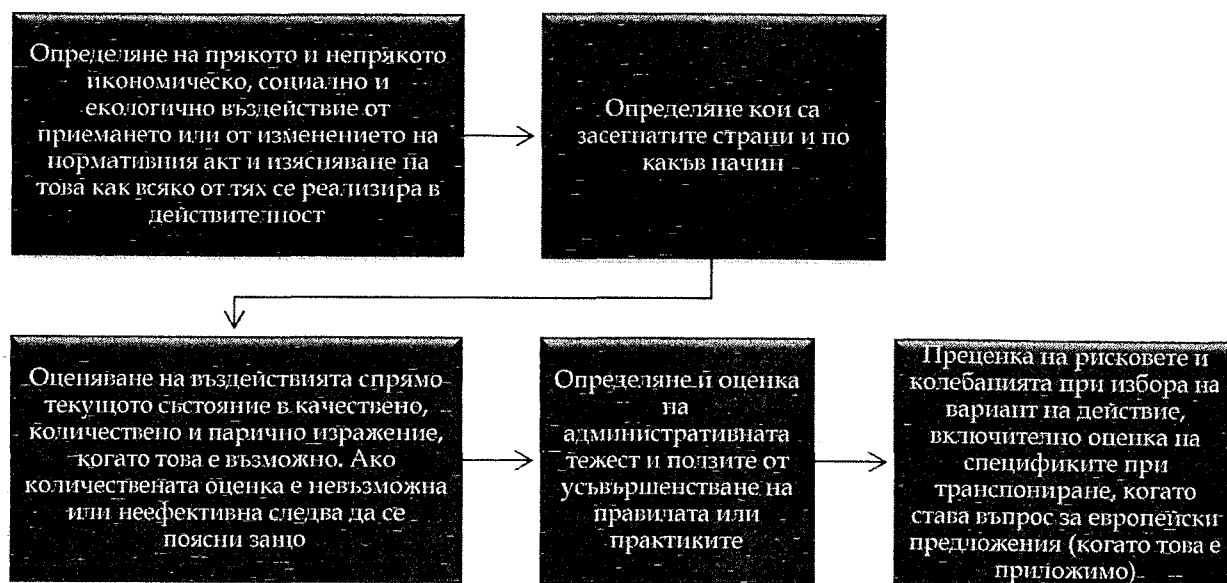 Определяне на прякото и непрякото
икономическо, социално и
екологично въздействие от
приемането или от изменението на
нормативния акт и изясняване на
това как всяко от тях се реализира в
действителност
Определяне кои са
засегнатите страни и по
какъв начин
Оценяване на въздействията спрямо
текущото състояние в качествено,
количествено и парично изражение,
когато това е възможно. Ако
количествената оценка е невъзможна
или неефективна следва да се
поясни защо
Определяне и оценка
на
административната
тежест и ползите от
усъвършенстване на
правилата или
практиките
Преценка на рисковете и
колебанията при избора на
вариант на действие,
включително оценка на
спецификите при
транспониране, когато
става въпрос за европейски
предложения (когато това е
приложимо)